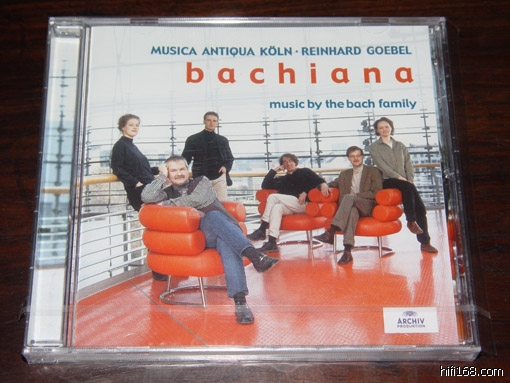 MUSICA ANTIQUA KÖLN · REINHARD GOEBEL
bachiana
music by the bach family
ARCHIV
PRODUKTION
hifi168.com